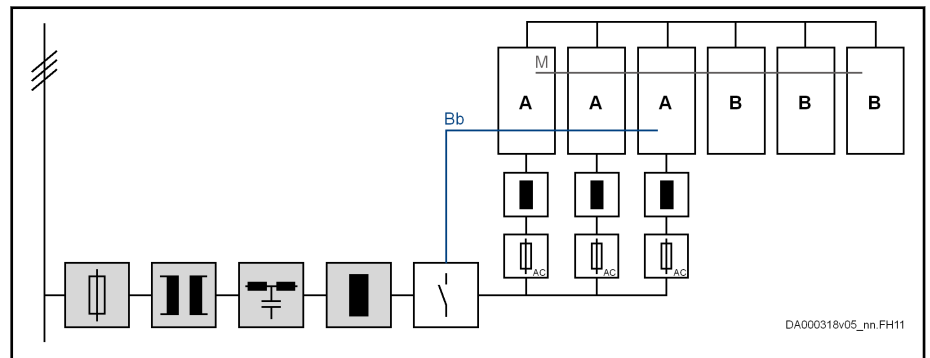 M
A A A B B B
Bb
AC AC AC
DA000318v05_nn.FH11